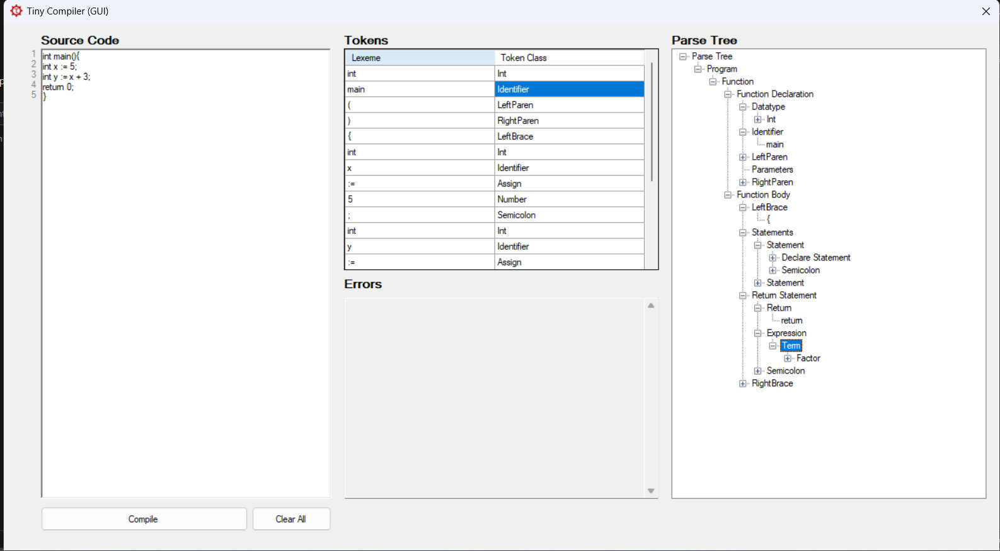 Tiny Compiler (GUI)
Source Code
1 int main(){
2 int x := 5;
3 int y := x + 3;
4 return 0;
5 }
Compile
Clear All
Tokens
Lexeme Token Class
int Int
main Identifier
( LeftParen
) RightParen
{ LeftBrace
int Int
x Identifier
:= Assign
5 Number
; Semicolon
int Int
y Identifier
:= Assign
Errors
Parse Tree
Parse Tree
Program
Function
Function Declaration
Datatype
Int
Identifier
main
LeftParen
Parameters
RightParen
Function Body
LeftBrace
{
Statements
Statement
Declare Statement
Semicolon
Statement
Return Statement
Return
return
Expression
Term
Factor
Semicolon
RightBrace